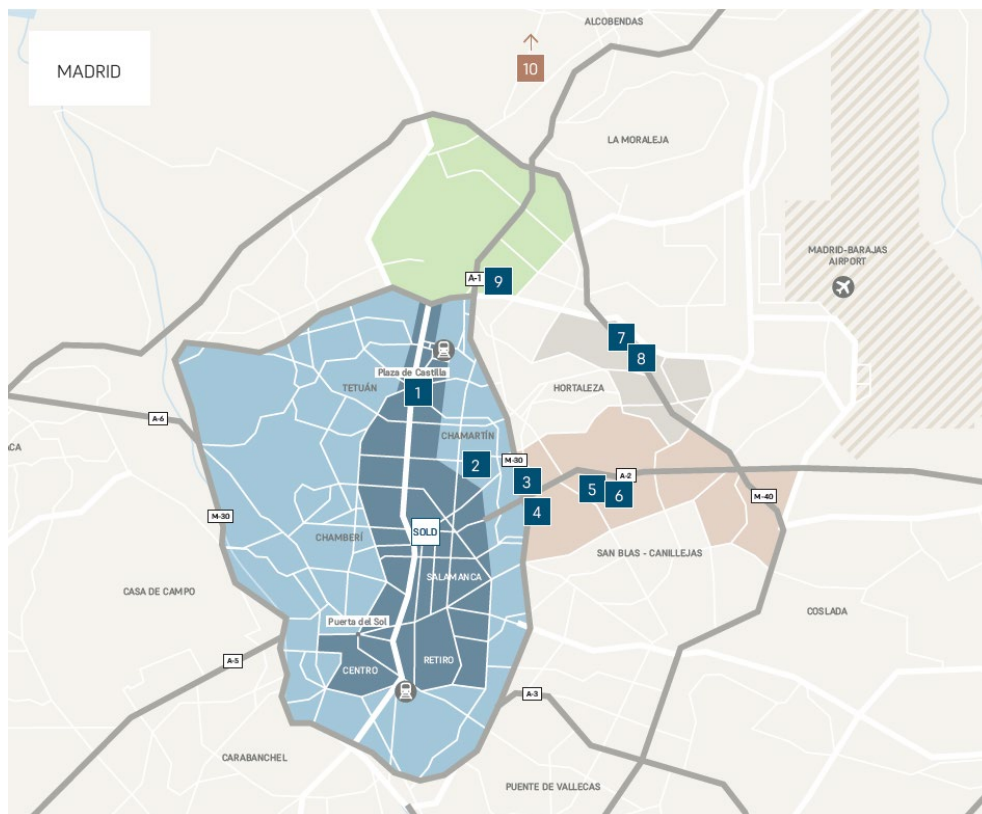 ALCOBENDAS
MADRID
10
LA MORALEJA
MADRID-BARAJAS
AIRPORT
A-1
9
7
8
Plaza de Castilla
TETUÁN
1
HORTALEZA
A-6
CHAMARTÍN
ACA
M-30
2
3
A-2
5
6
M-40
4
M-30
SOLD
CHAMBERÍ
SAN BLAS - CANILLEJAS
SALAMANCA
CASA DE CAMPO
COSLADA
Puerta del Sol
A-5
RETIRO
CENTRO
A-3
CARABANCHEL
PUENTE DE VALLECAS